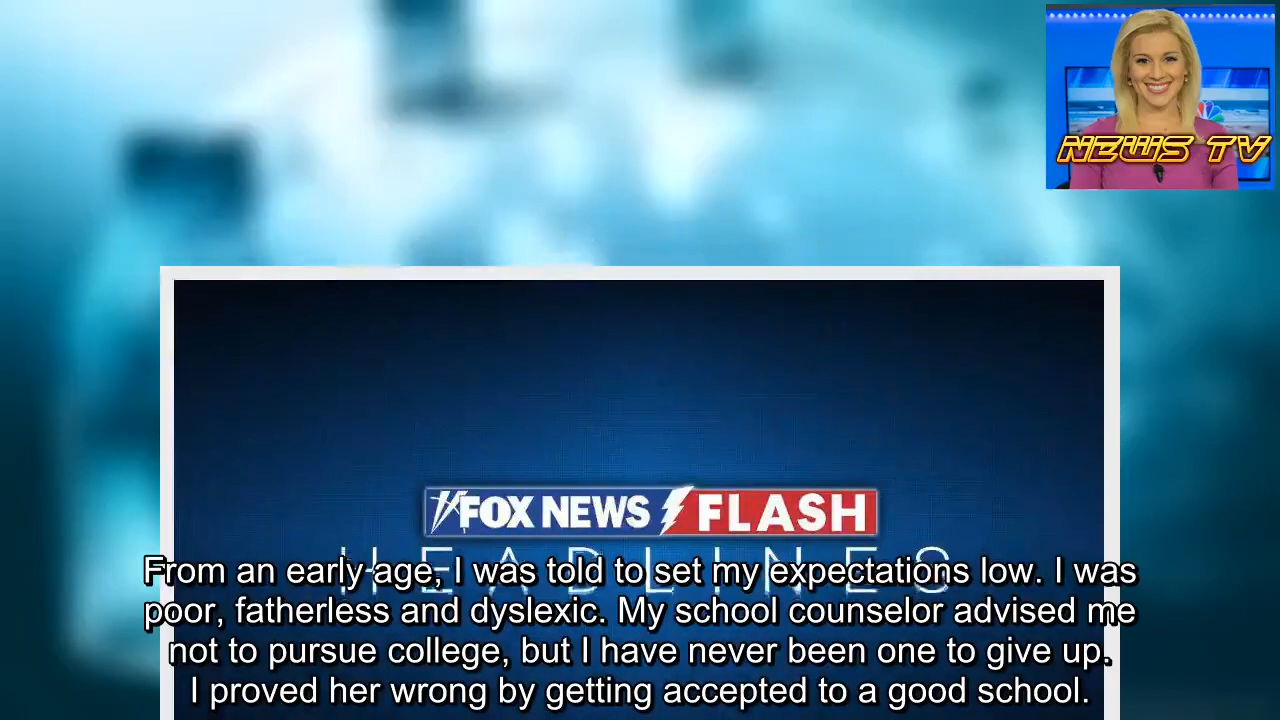 NEWS TV
FOX NEWS FLASH
HEADLINES
From an early age, I was told to set my expectations low. I was
poor, fatherless and dyslexic. My school counselor advised me
not to pursue college, but I have never been one to give up.
I proved her wrong by getting accepted to a good school.